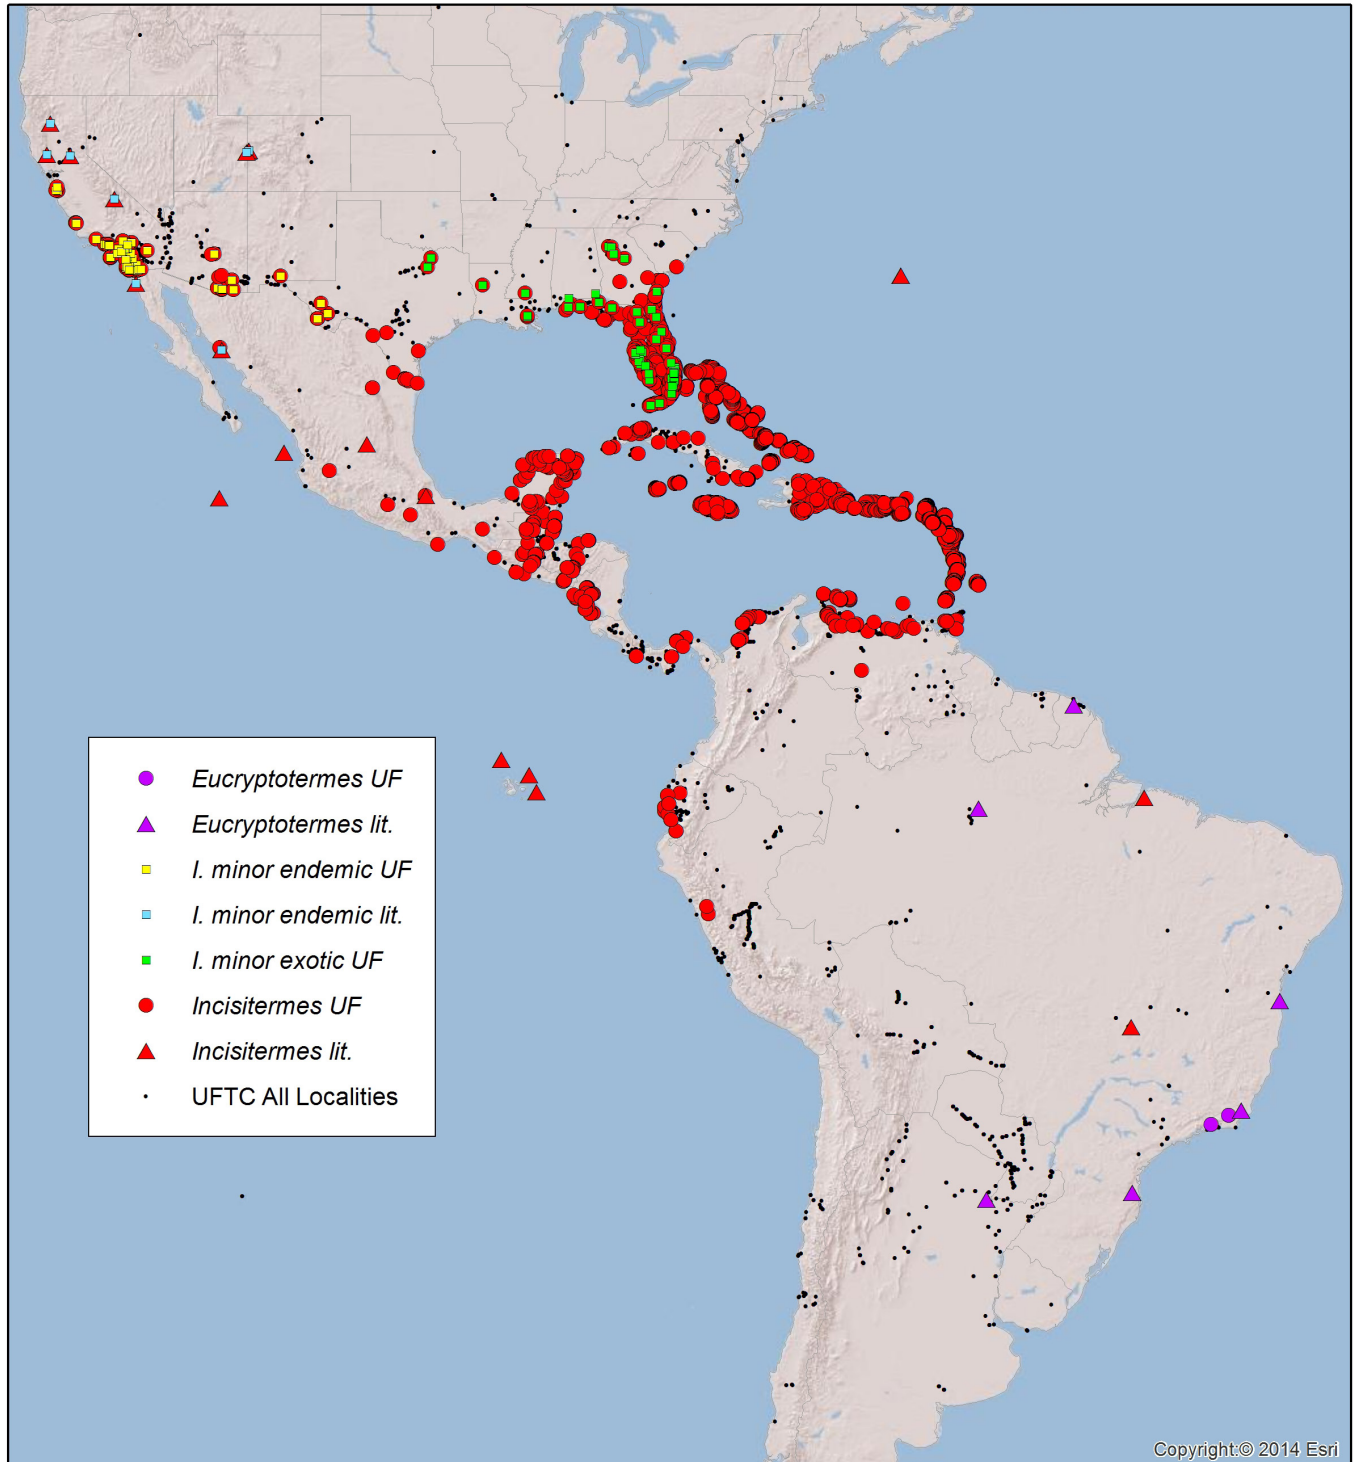 Eucryptotermes UF
Eucryptotermes lit.
I. minor endemic UF
I. minor endemic lit.
I. minor exotic UF
Incisitermes UF
Incisitermes lit.
UFTC All Localities
Copyright:© 2014 Esri